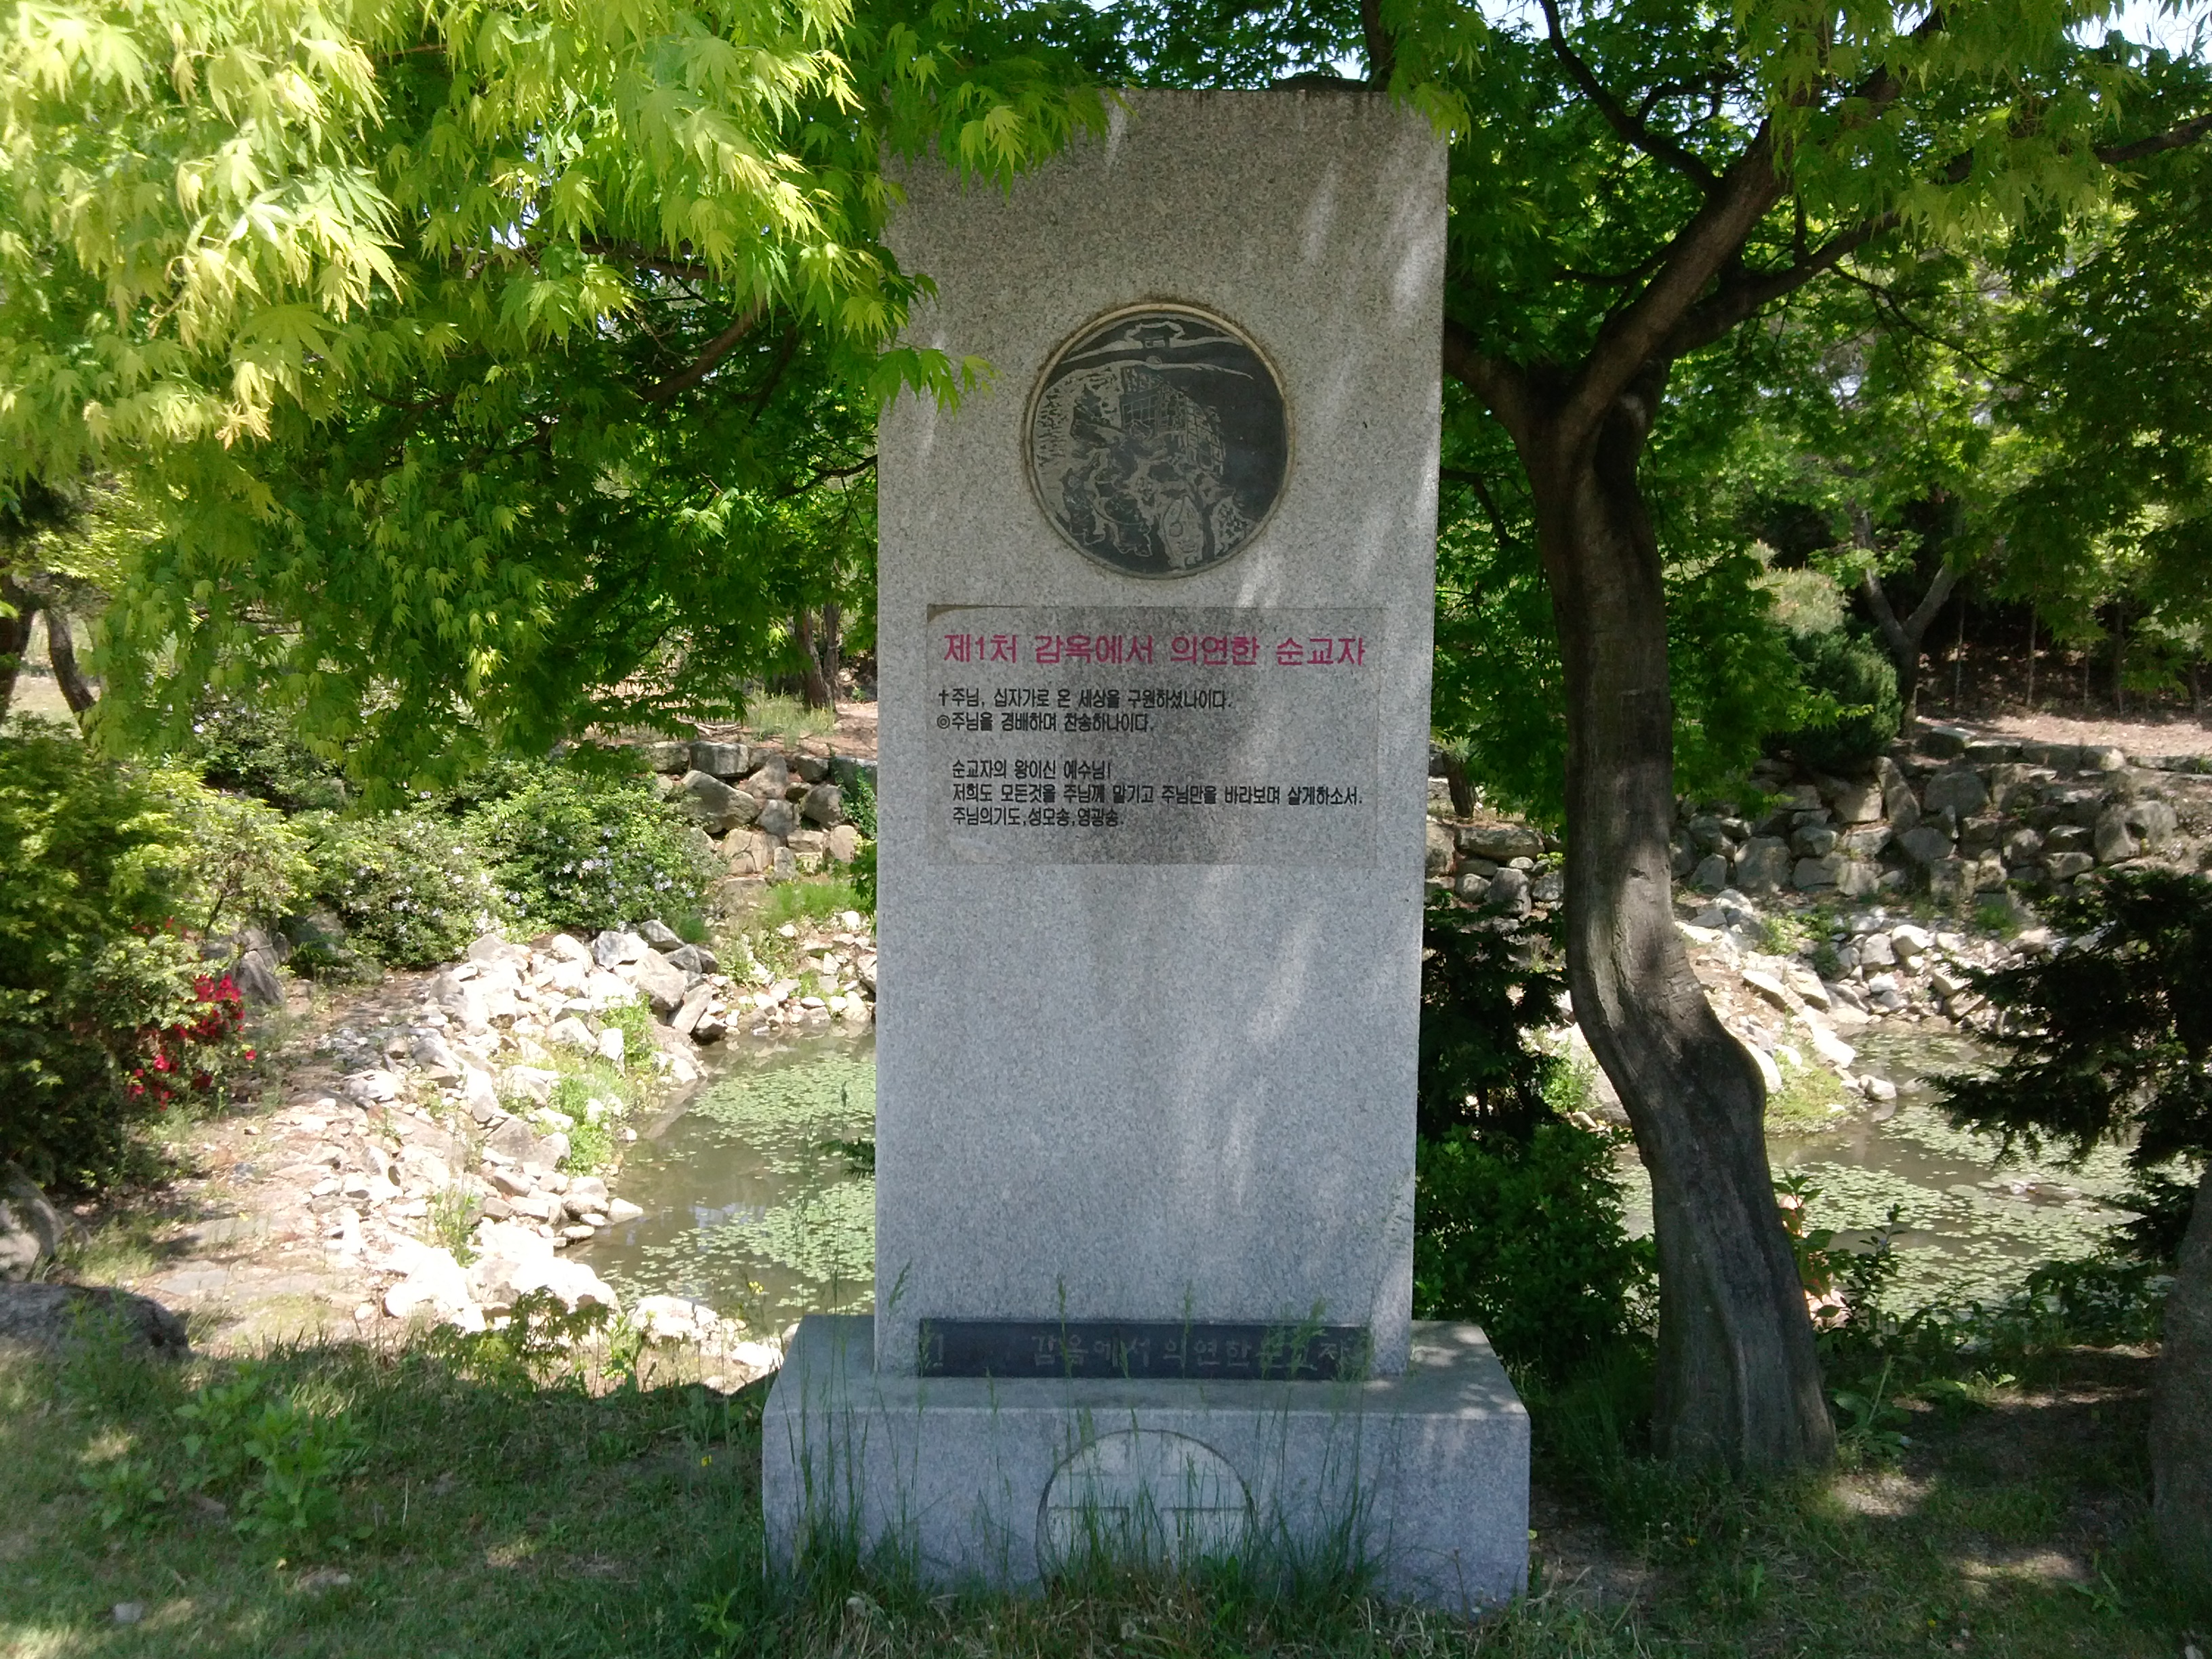 제1처 감옥에서 의연한 순교자
✝주님, 십자가로 온 세상을 구원하셨나이다.
◎주님을 경배하며 찬송하나이다.
순교자의 왕이신 예수님!
저희도 모든것을 주님께 맡기고 주님만을 바라보며 살게하소서.
주님의기도,성모송,영광송.
감옥에서 의연한 순교자